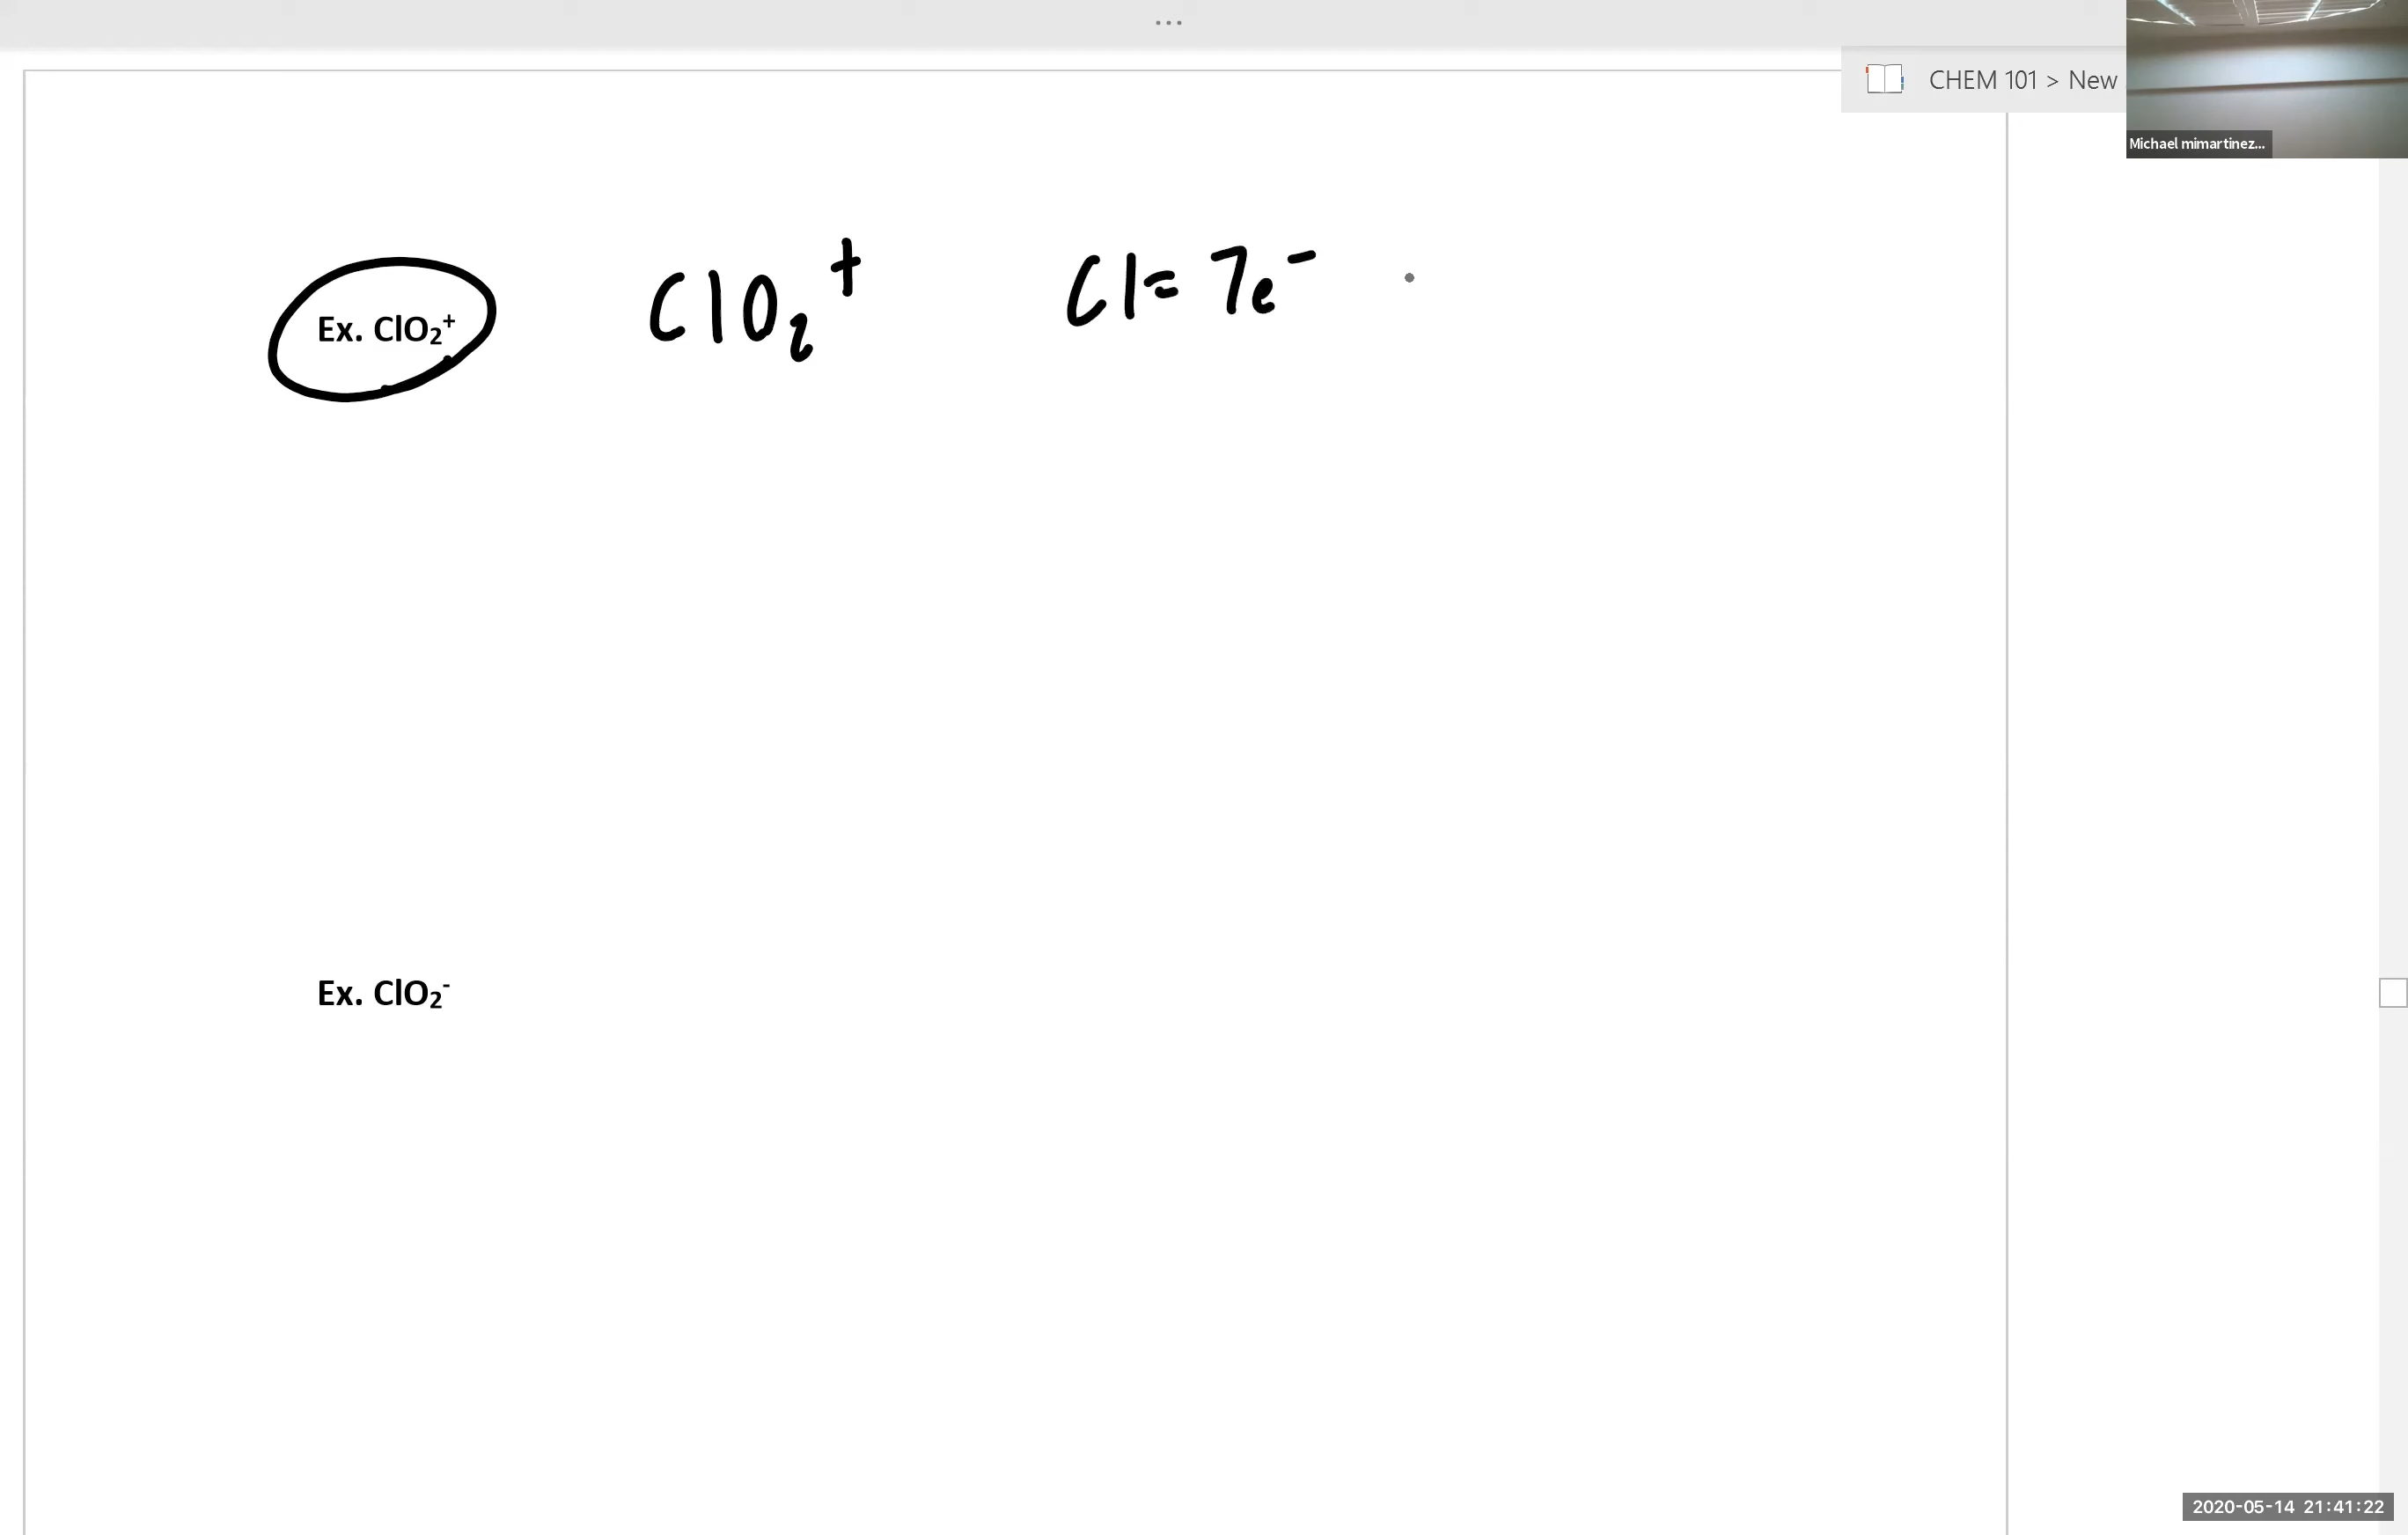 CHEM 101 > New
Michael mimartinez...
Ex. ClO₂⁺ ClO₂⁺ Cl = 7e⁻
Ex. ClO₂⁻
2020-05-14 21:41:22